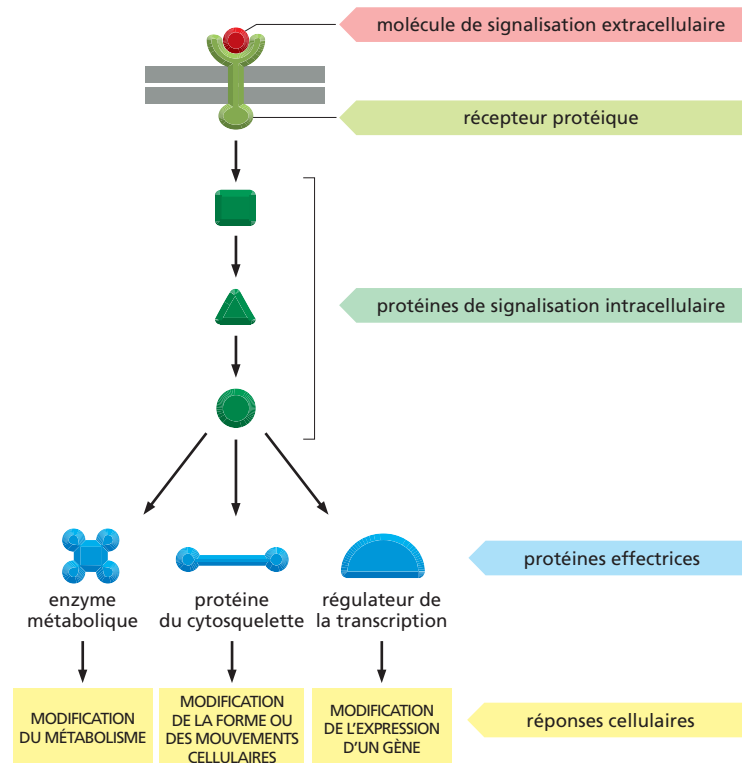 molécule de signalisation extracellulaire
récepteur protéique
protéines de signalisation intracellulaire
protéines effectrices
enzyme
métabolique
protéine
du cytosquelette
régulateur de
la transcription
MODIFICATION
DU MÉTABOLISME
MODIFICATION
DE LA FORME OU
DES MOUVEMENTS
CELLULAIRES
MODIFICATION
DE L'EXPRESSION
D'UN GÈNE
réponses cellulaires